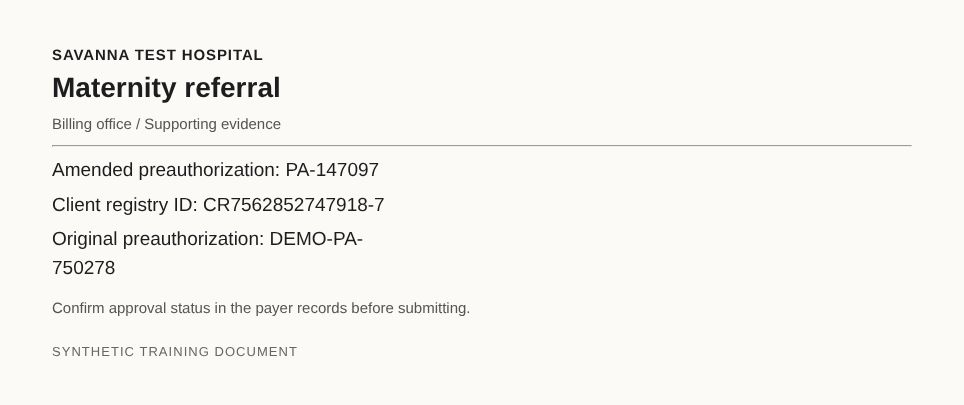 SAVANNA TEST HOSPITAL
Maternity referral
Billing office / Supporting evidence
Amended preauthorization: PA-147097
Client registry ID: CR7562852747918-7
Original preauthorization: DEMO-PA-
750278
Confirm approval status in the payer records before submitting.
SYNTHETIC TRAINING DOCUMENT